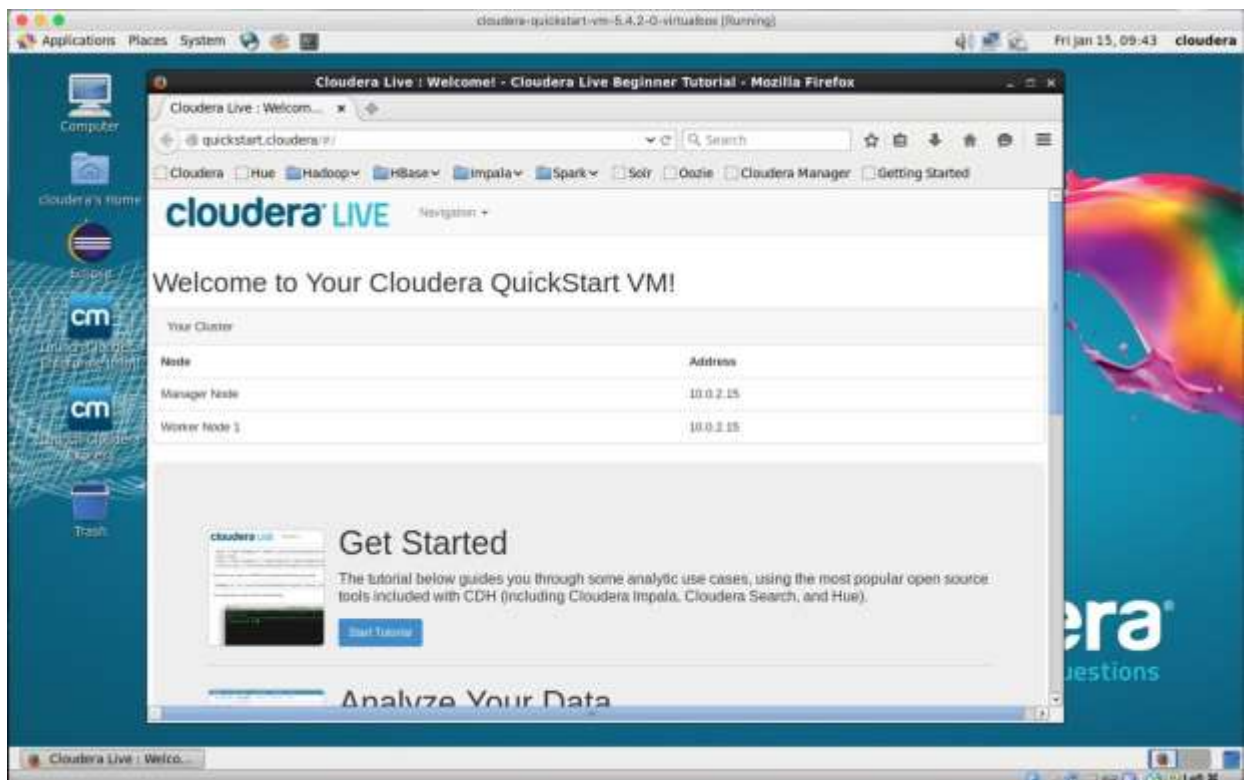 cloudera-quickstart-vm-5.4.2-0-virtualbox [Running]
Applications Places System
Fri Jan 15, 09:43 cloudera
Computer
cloudera's Home
Eclipse
cm
cm
Trash
Cloudera Live : Welcome! - Cloudera Live Beginner Tutorial - Mozilla Firefox
Cloudera Live : Welcom...
quickstart.cloudera/#/
Search
Cloudera Hue Hadoop HBase Impala Spark Solr Oozie Cloudera Manager Getting Started
cloudera LIVE Navigation
Welcome to Your Cloudera QuickStart VM!
Your Cluster
Node Address
Manager Node 10.0.2.15
Worker Node 1 10.0.2.15
Get Started
The tutorial below guides you through some analytic use cases, using the most popular open source
tools included with CDH (including Cloudera Impala, Cloudera Search, and Hue).
Start Tutorial
Analyze Your Data
era
uestions
Cloudera Live : Welco...